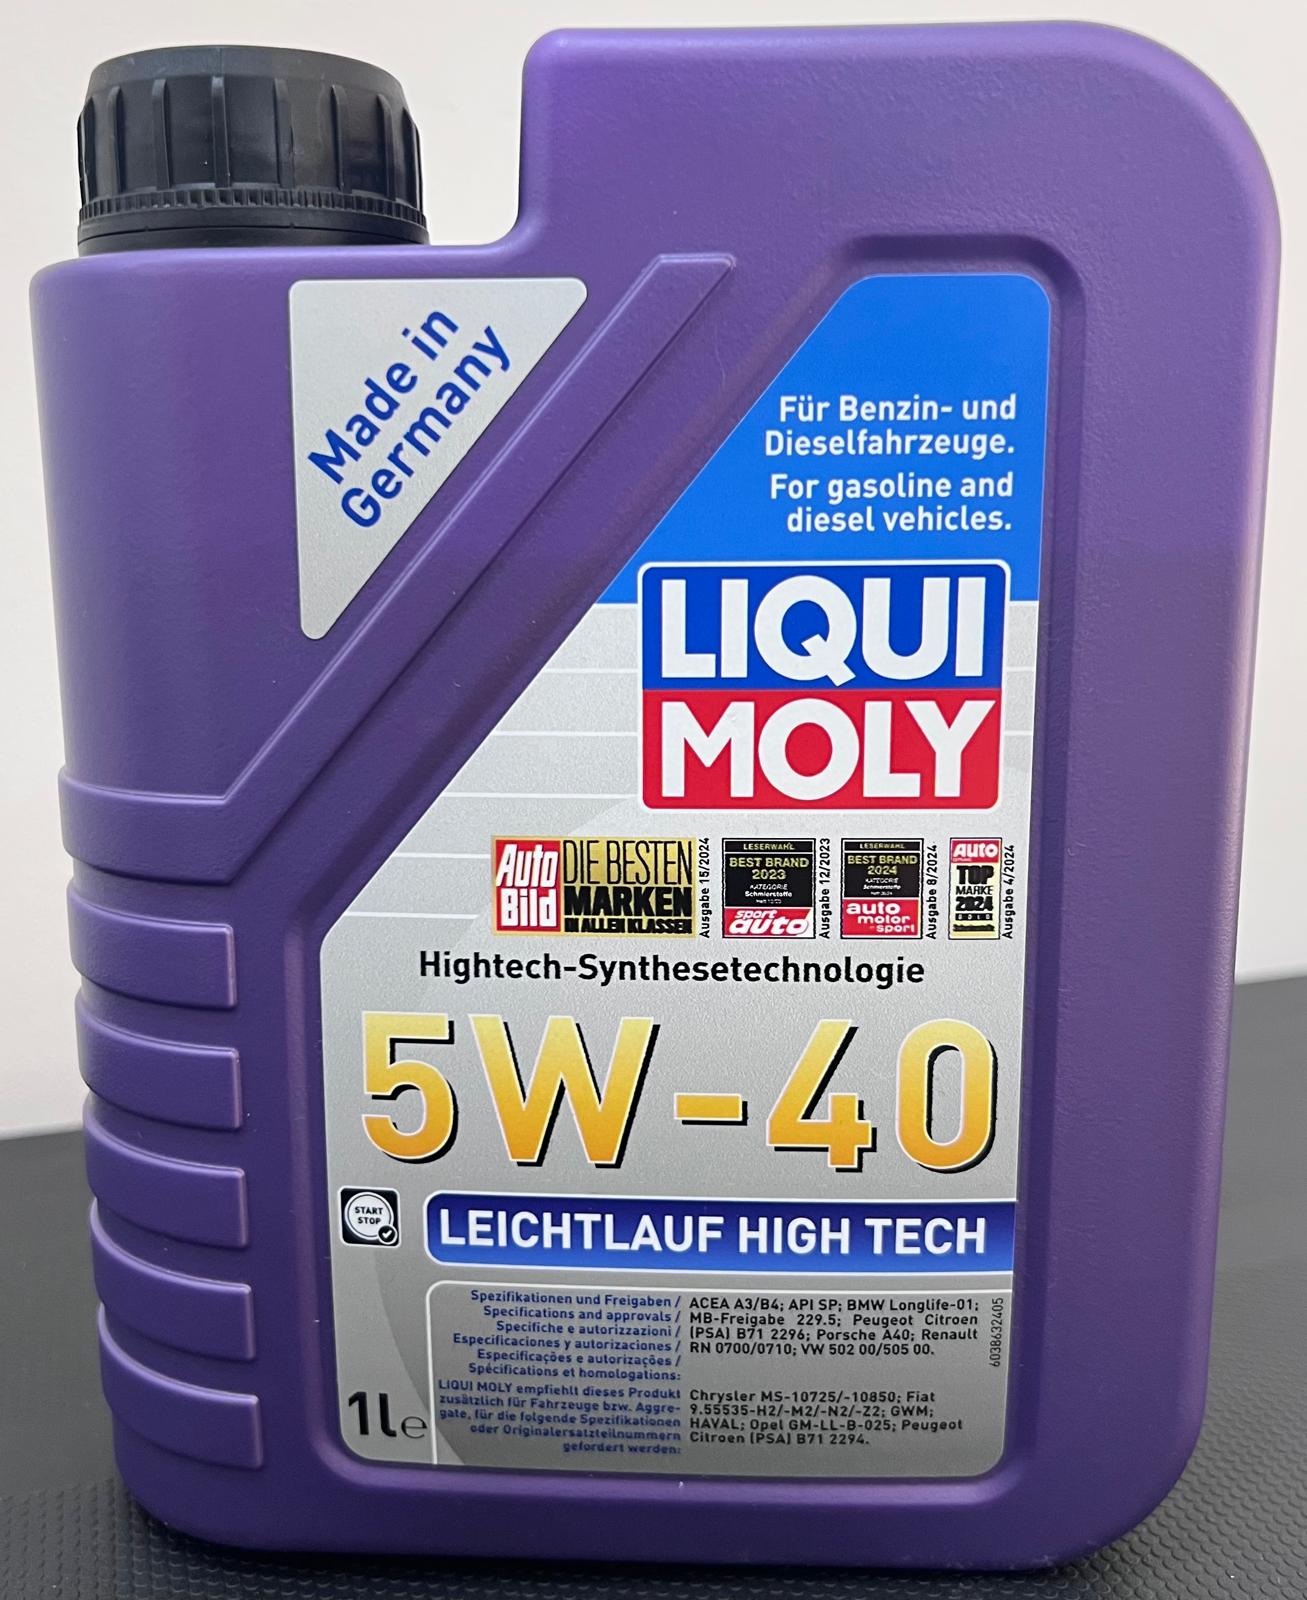 Made in
Germany
Für Benzin- und
Dieselfahrzeuge.
For gasoline and
diesel vehicles.
LIQUI
MOLY
Auto
Bild
DIE BESTEN
MARKEN
IN ALLEN KLASSEN
Ausgabe 15/2024
LESERWAHL
BEST BRAND
2023
KATEGORIE
Schmierstoffe
sport
auto
Ausgabe 12/2023
LESERWAHL
BEST BRAND
2024
KATEGORIE
Schmierstoffe
auto
motor
sport
Ausgabe 8/2024
Auto
TOP
MARKE
2024
GOLD
Schmierstoffe
Ausgabe 4/2024
Hightech-Synthesetechnologie
5W-40
START
STOP
LEICHTLAUF HIGH TECH
Spezifikationen und Freigaben /
Specifications and approvals /
Specifiche e autorizzazioni /
Especificaciones y autorizaciones /
Especificações e autorizações /
Spécifications et homologations:
ACEA A3/B4; API SP; BMW Longlife-01;
MB-Freigabe 229.5; Peugeot Citroen
(PSA) B71 2296; Porsche A40; Renault
RN 0700/0710; VW 502 00/505 00.
6038632405
LIQUI MOLY empfiehlt dieses Produkt
zusätzlich für Fahrzeuge bzw. Aggre-
gate, für die folgende Spezifikationen
oder Originalersatzteilnummern
gefordert werden:
Chrysler MS-10725/-10850; Fiat
9.55535-H2/-M2/-N2/-Z2; GWM;
HAVAL; Opel GM-LL-B-025; Peugeot
Citroen (PSA) B71 2294.
1L e